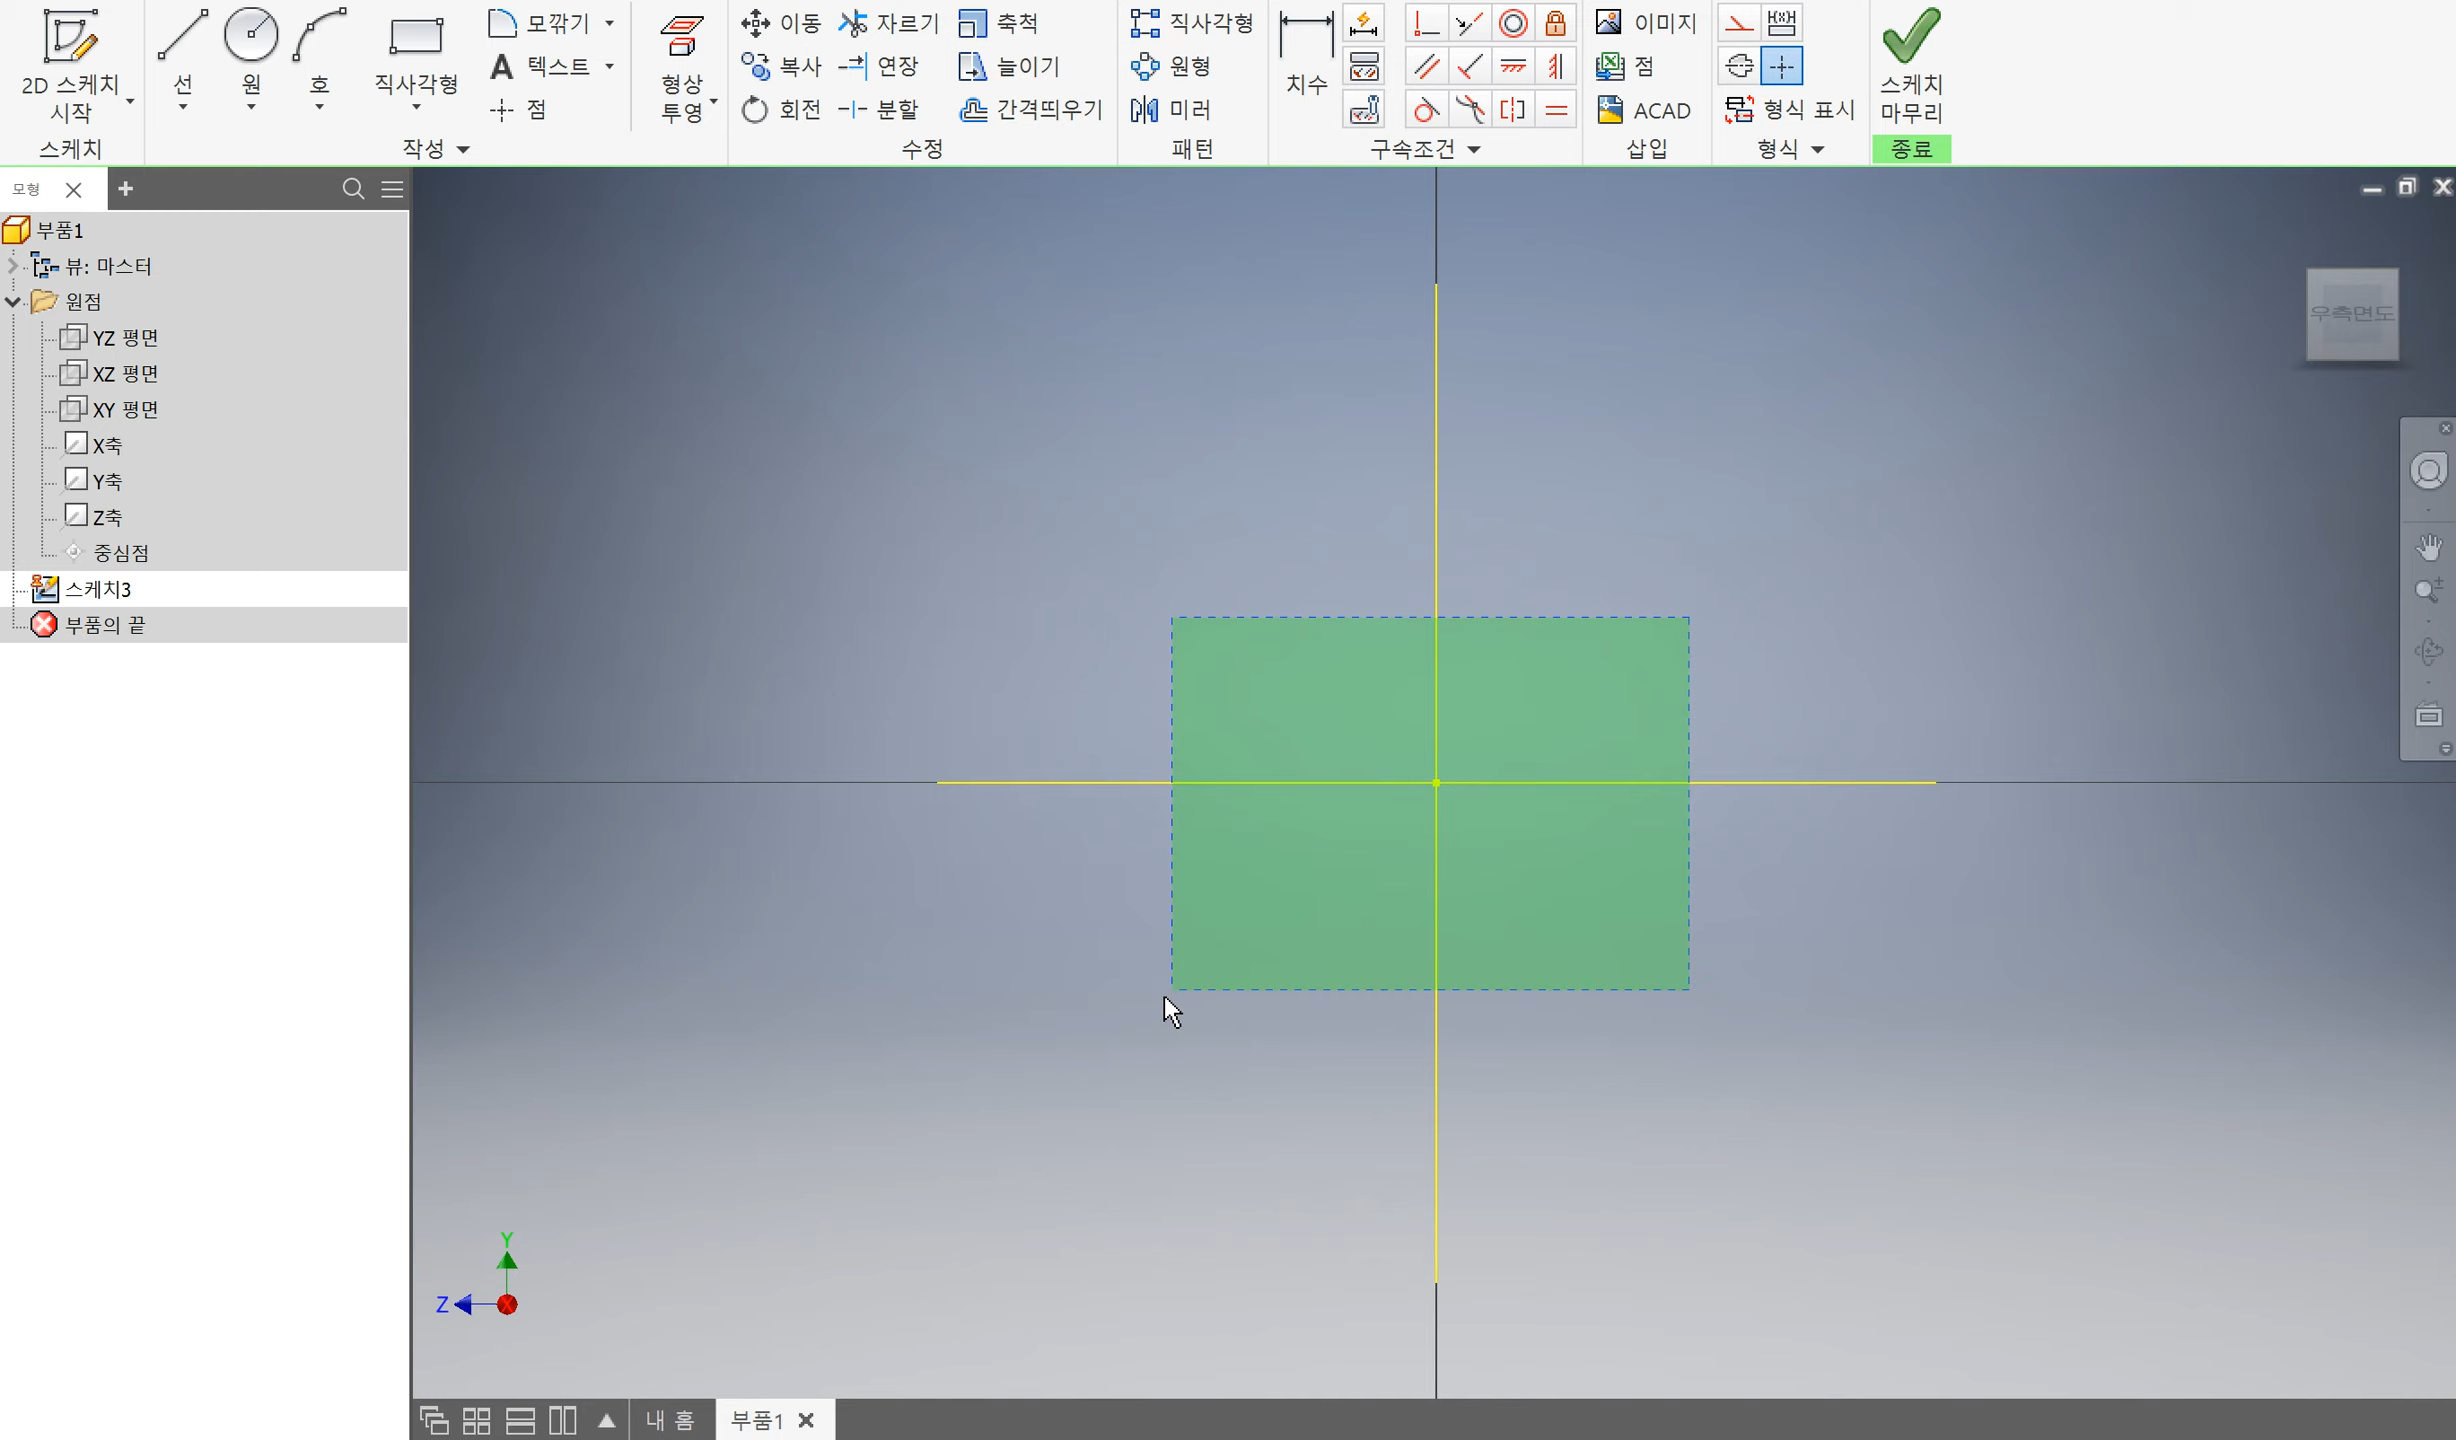 2D 스케치
시작
선
원
호
직사각형
모깎기
텍스트
점
형상
투영
이동
자르기
축척
복사
연장
늘이기
회전
분할
간격띄우기
직사각형
원형
미러
치수
이미지
점
ACAD
형식 표시
스케치
마무리
스케치
작성
수정
패턴
구속조건
삽입
형식
종료
모형
부품1
뷰: 마스터
원점
YZ 평면
XZ 평면
XY 평면
X축
Y축
Z축
중심점
스케치3
부품의 끝
우측면도
Y
Z
X
내 홈
부품1